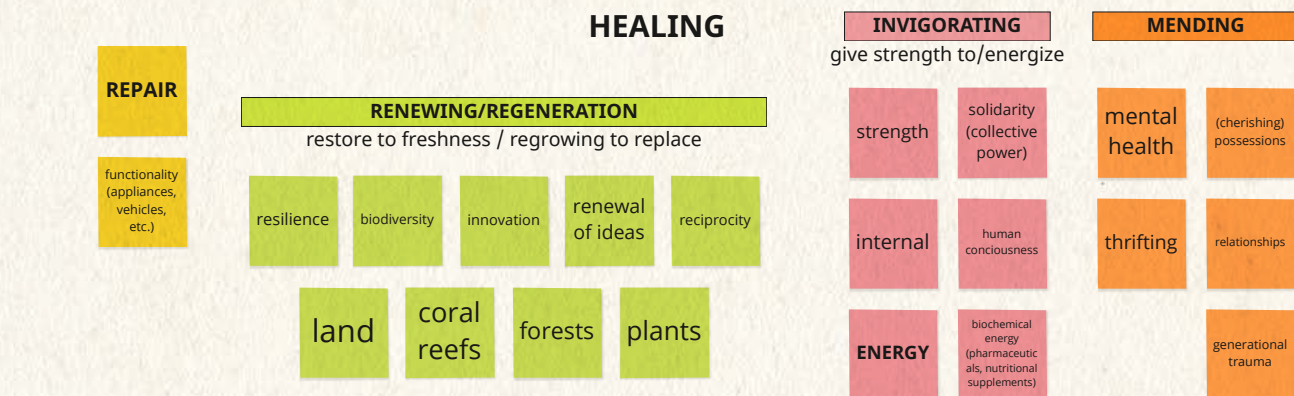 HEALING
REPAIR
functionality
(appliances,
vehicles,
etc.)
RENEWING/REGENERATION
restore to freshness / regrowing to replace
resilience
biodiversity
innovation
renewal
of ideas
reciprocity
land
coral
reefs
forests
plants
INVIGORATING
give strength to/energize
strength
solidarity
(collective
power)
internal
human
conciousness
ENERGY
biochemical
energy
(pharmaceutic
als, nutritional
supplements)
MENDING
mental
health
(cherishing)
possessions
thrifting
relationships
generational
trauma